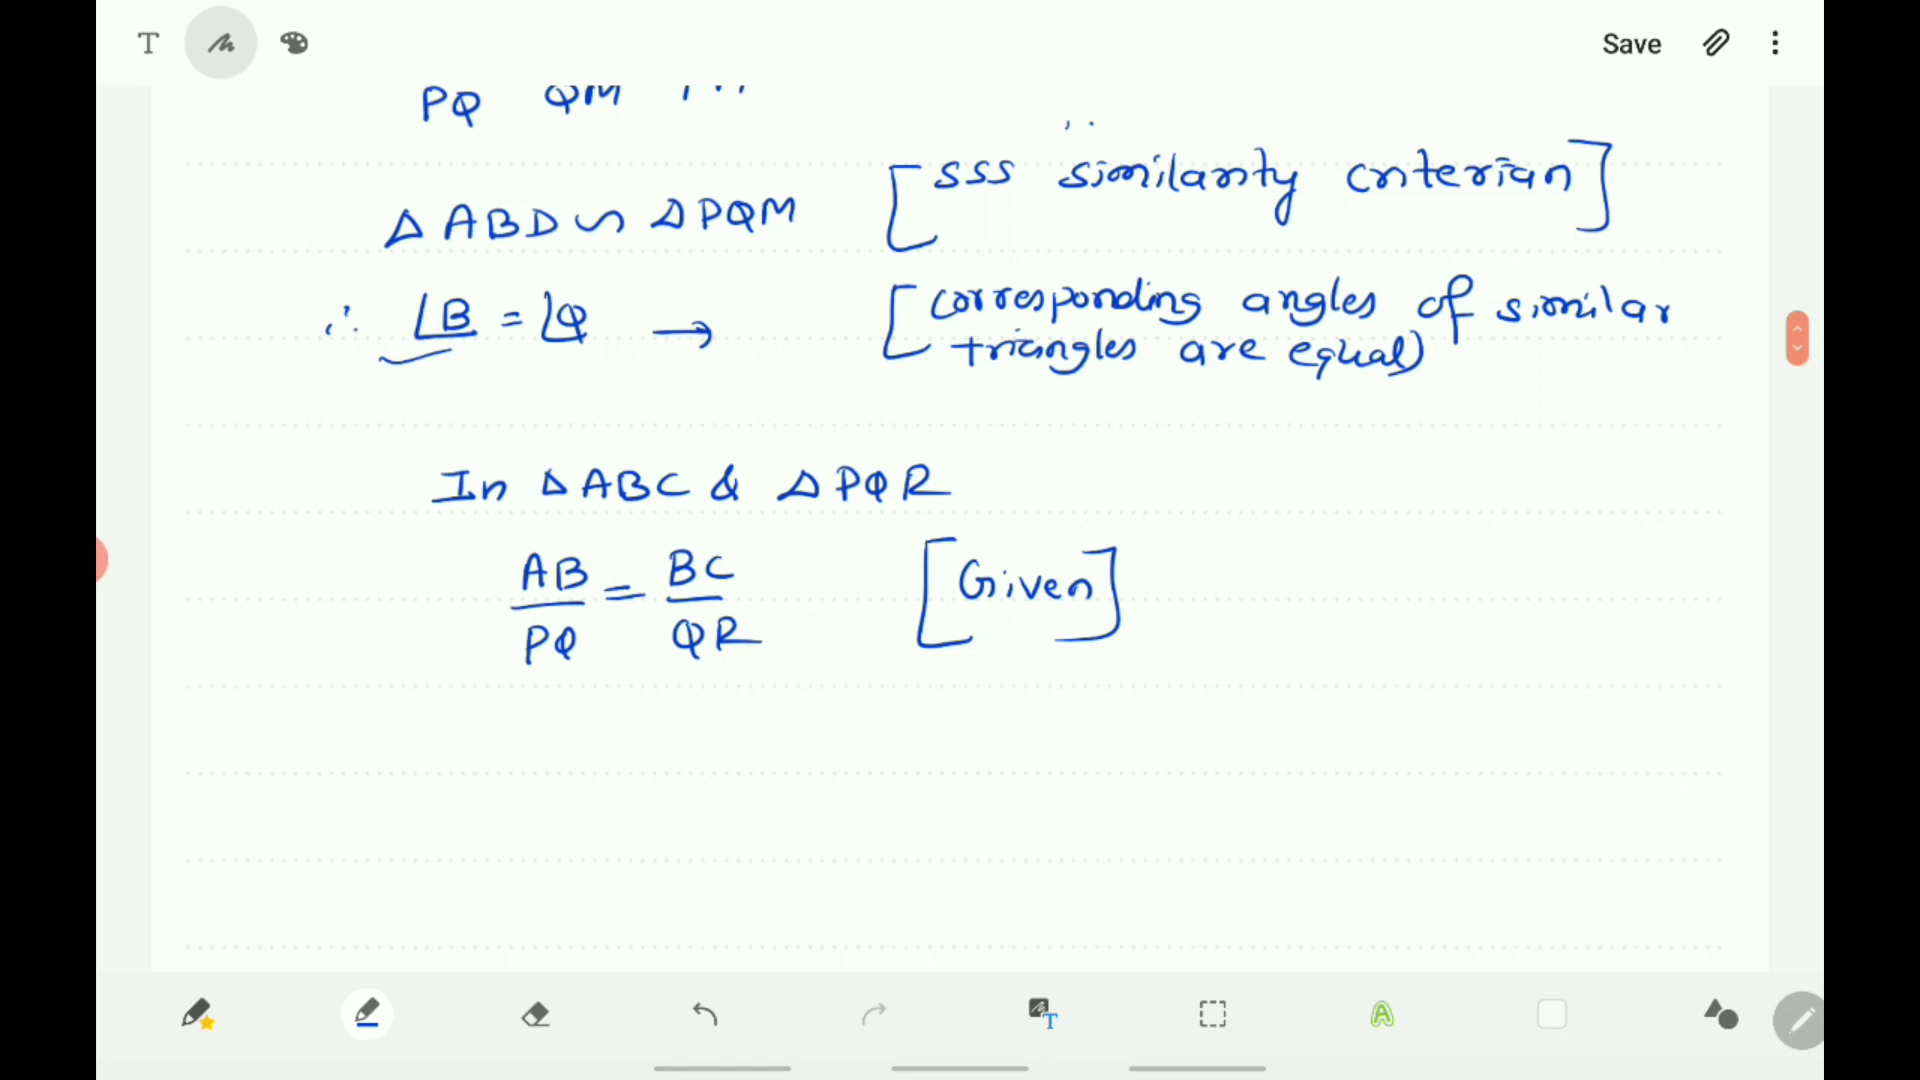 Save
PQ QM
△ ABD ∽ △PQM [SSS similarity criterian]
∴ ∠B = ∠Q → [corresponding angles of similar
triangles are equal)
In △ABC & △PQR
AB/PQ = BC/QR [Given]